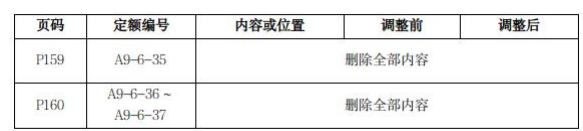 页码 定额编号 内容或位置 调整前 调整后
P159 A9-6-35 删除全部内容
P160 A9-6-36～ 删除全部内容
A9-6-37